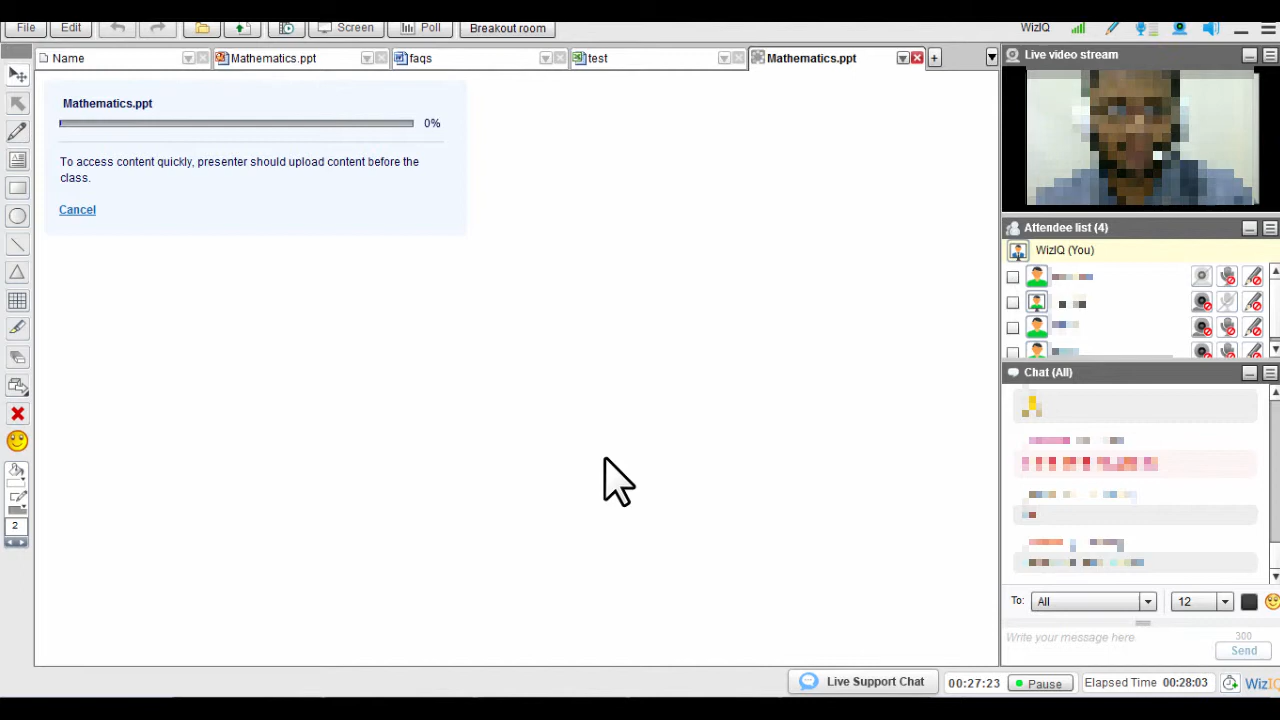 File Edit Screen Poll Breakout room WizIQ
Name Mathematics.ppt faqs test Mathematics.ppt
Live video stream
Mathematics.ppt
0%
To access content quickly, presenter should upload content before the
class.
Cancel
Attendee list (4)
WizIQ (You)
Chat (All)
2
To: All 12
Write your message here 300
Send
Live Support Chat 00:27:23 Pause Elapsed Time 00:28:03 WizIQ